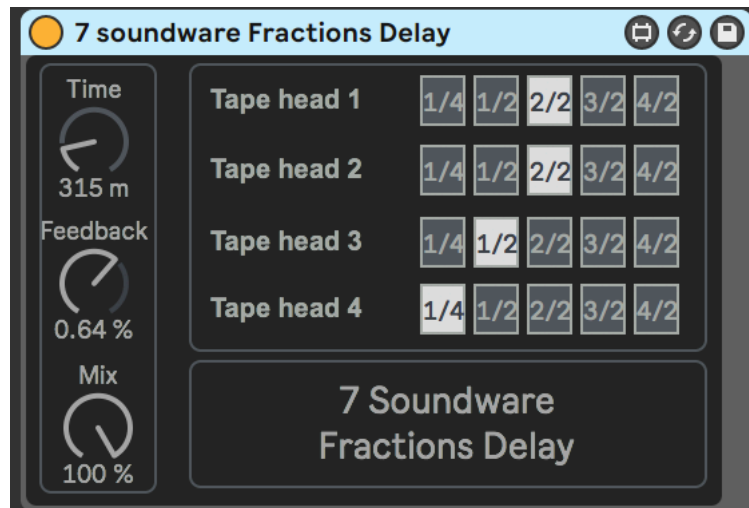 7 soundware Fractions Delay
Time
315 m
Feedback
0.64 %
Mix
100 %
Tape head 1 1/4 1/2 2/2 3/2 4/2
Tape head 2 1/4 1/2 2/2 3/2 4/2
Tape head 3 1/4 1/2 2/2 3/2 4/2
Tape head 4 1/4 1/2 2/2 3/2 4/2
7 Soundware
Fractions Delay